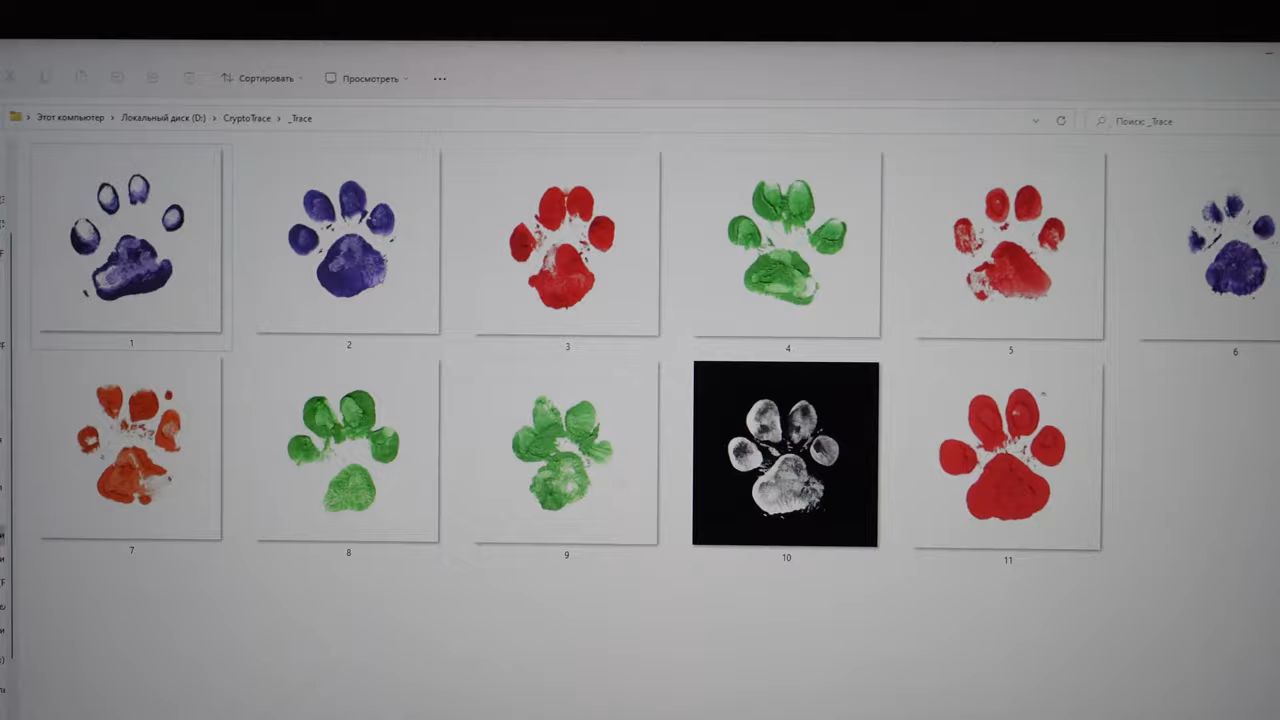 Сортировать Просмотреть ...
Этот компьютер > Локальный диск (D:) > CryptoTrace > _Trace
Поиск: _Trace
1 2 3 4 5 6
7 8 9 10 11